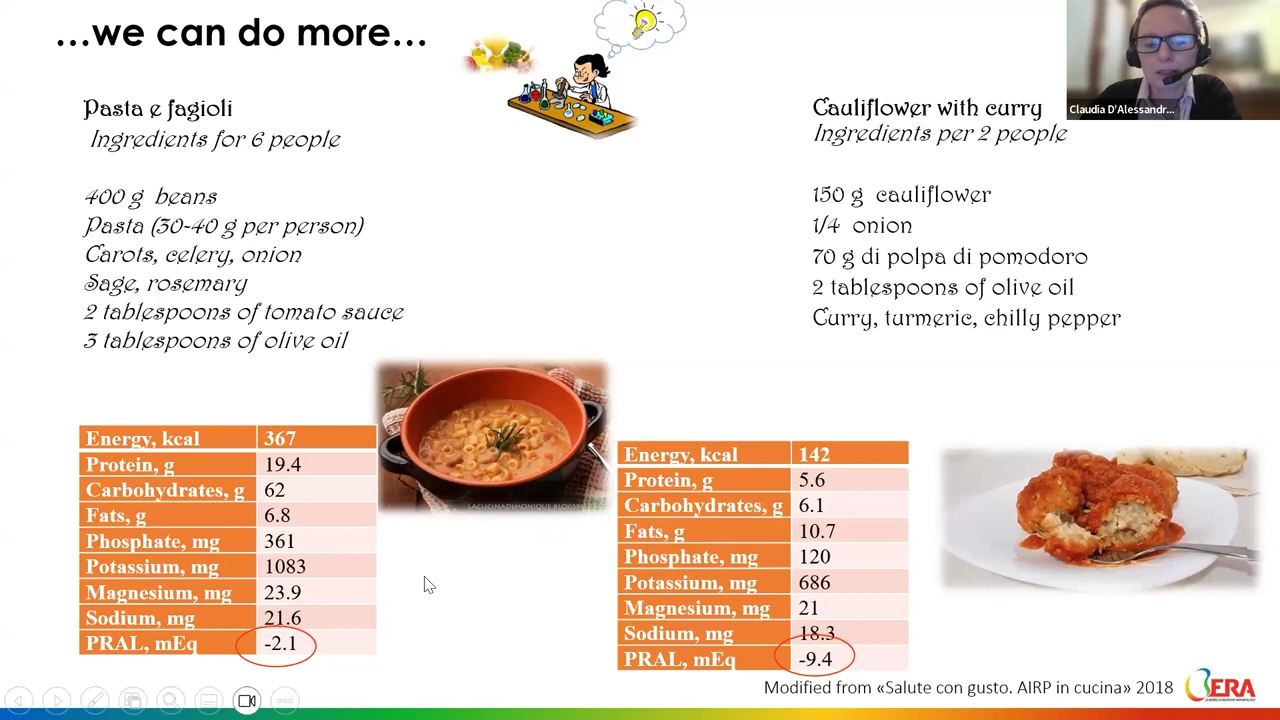 ...we can do more...
Claudia D'Alessandr...
Pasta e fagioli
Ingredients for 6 people
400 g beans
Pasta (30-40 g per person)
Carots, celery, onion
Sage, rosemary
2 tablespoons of tomato sauce
3 tablespoons of olive oil
Cauliflower with curry
Ingredients per 2 people
150 g cauliflower
1/4 onion
70 g di polpa di pomodoro
2 tablespoons of olive oil
Curry, turmeric, chilly pepper
Energy, kcal 367
Protein, g 19.4
Carbohydrates, g 62
Fats, g 6.8
Phosphate, mg 361
Potassium, mg 1083
Magnesium, mg 23.9
Sodium, mg 21.6
PRAL, mEq -2.1
LACUCINADIMONIQUE.BLOGSP
Energy, kcal 142
Protein, g 5.6
Carbohydrates, g 6.1
Fats, g 10.7
Phosphate, mg 120
Potassium, mg 686
Magnesium, mg 21
Sodium, mg 18.3
PRAL, mEq -9.4
Modified from «Salute con gusto. AIRP in cucina» 2018
ERA
LEADING EUROPEAN NEPHROLOGY